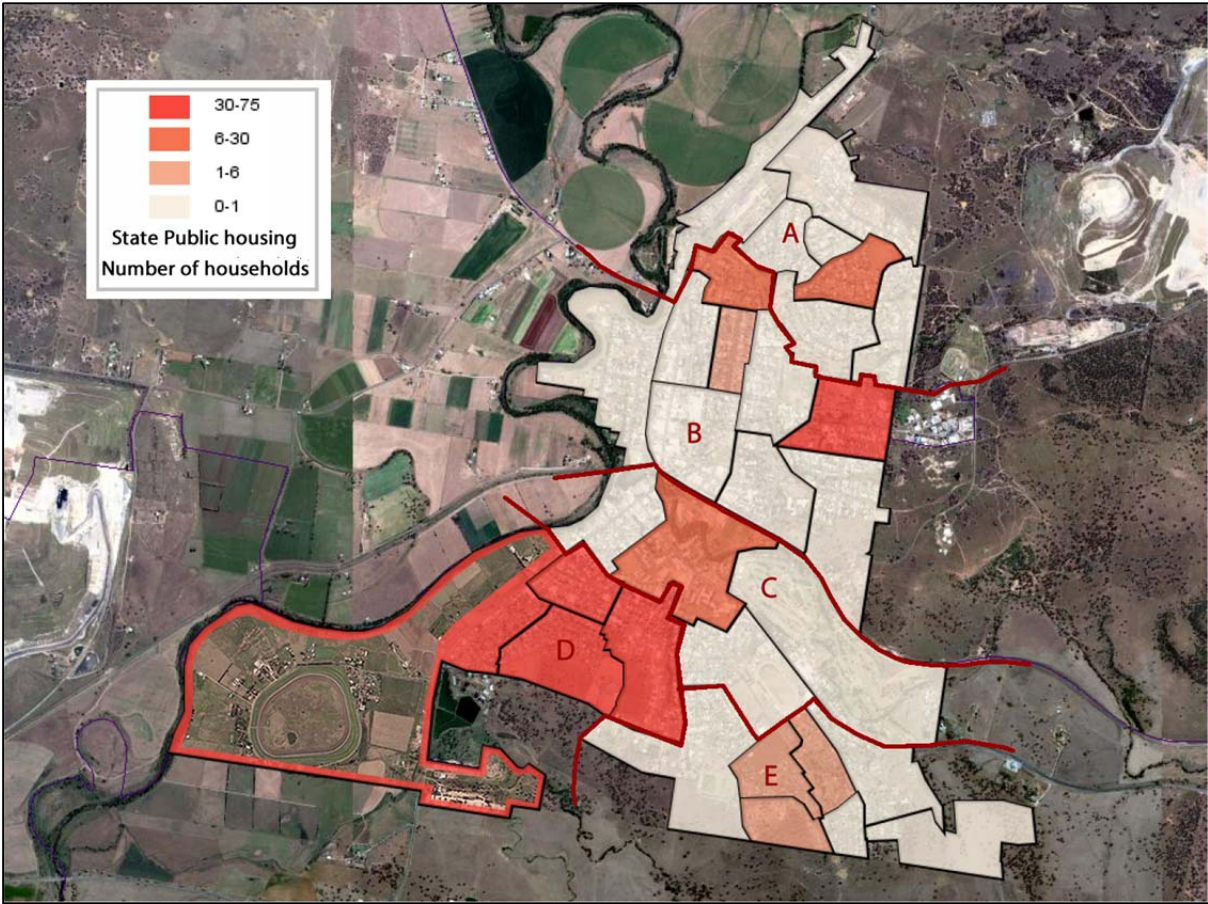 30-75
6-30
1-6
0-1
State Public housing
Number of households
A
B
C
D
E